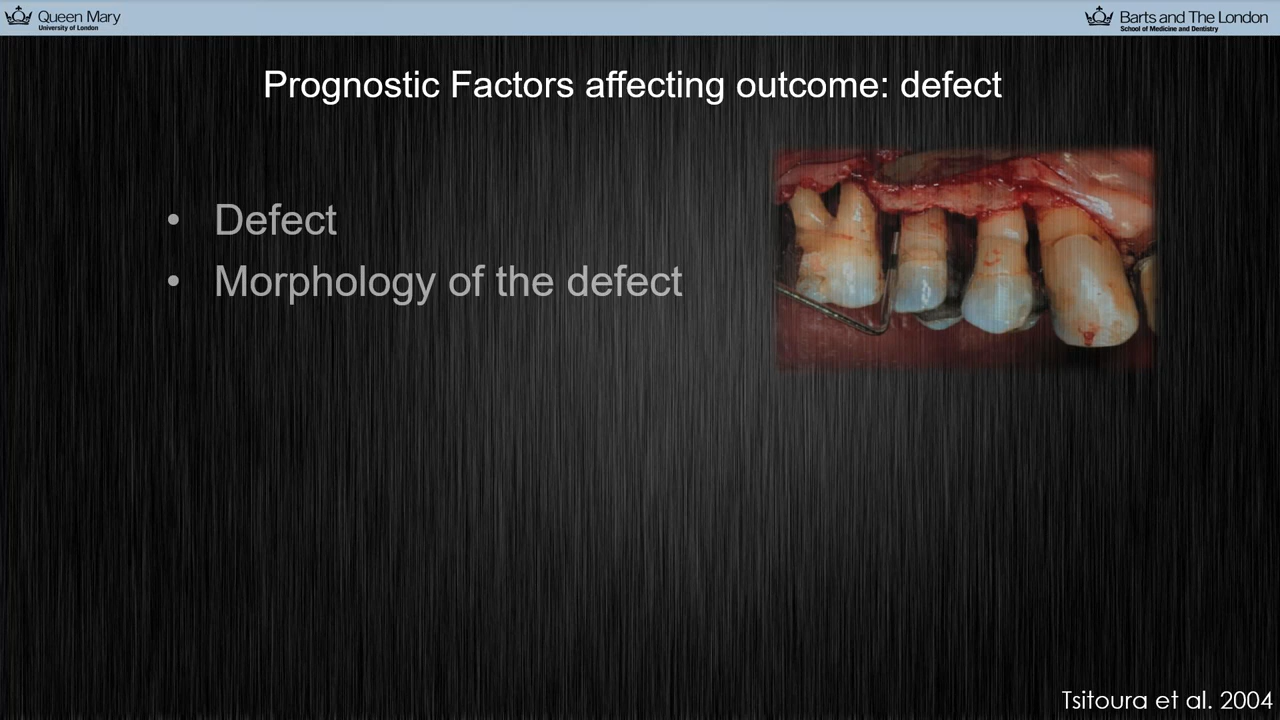 Queen Mary
University of London
Barts and The London
School of Medicine and Dentistry
Prognostic Factors affecting outcome: defect
• Defect
• Morphology of the defect
Tsitoura et al. 2004